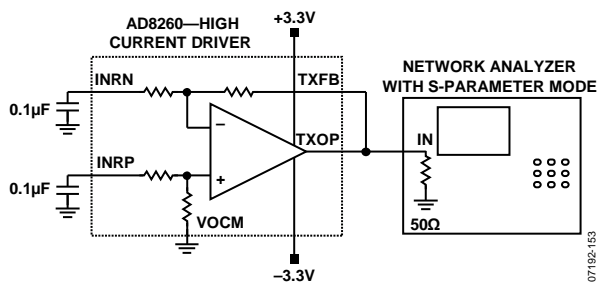 AD8260—HIGH
CURRENT DRIVER
+3.3V
INRN
TXFB
0.1µF
NETWORK ANALYZER
WITH S-PARAMETER MODE
–
TXOP
IN
INRP
+
0.1µF
VOCM
50Ω
–3.3V
07192-153